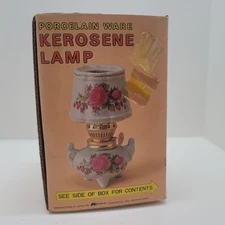 PORCELAIN WARE
KEROSENE
LAMP
SEE SIDE OF BOX FOR CONTENTS